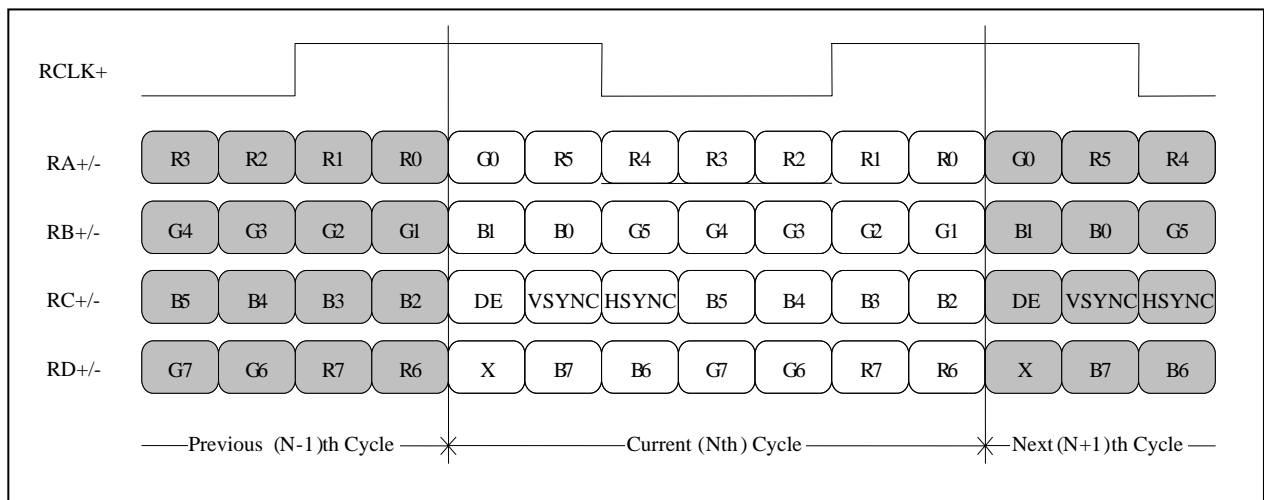 RCLK+
RA+/- R3 R2 R1 R0 G0 R5 R4 R3 R2 R1 R0 G0 R5 R4
RB+/- G4 G3 G2 G1 B1 B0 G5 G4 G3 G2 G1 B1 B0 G5
RC+/- B5 B4 B3 B2 DE VSYNC HSYNC B5 B4 B3 B2 DE VSYNC HSYNC
RD+/- G7 G6 R7 R6 X B7 B6 G7 G6 R7 R6 X B7 B6
Previous (N-1)th Cycle Current (Nth) Cycle Next (N+1)th Cycle